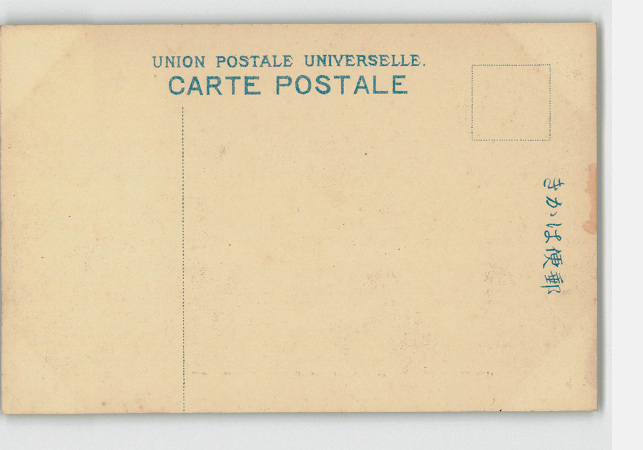 UNION POSTALE UNIVERSELLE.
CARTE POSTALE
郵便はかき